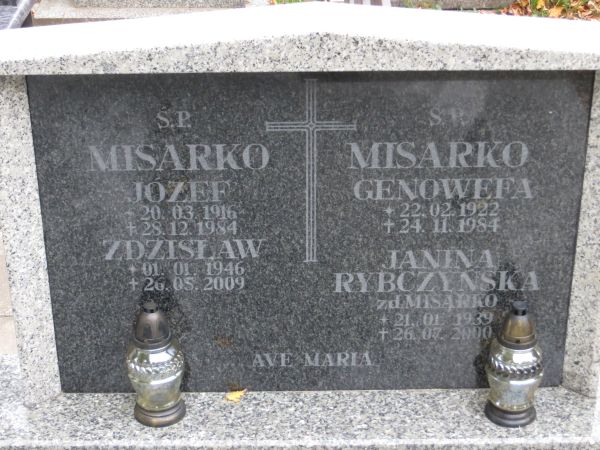 Ś.P.
MISARKO
JÓZEF
+ 20.03.1916
+ 28.12.1984
ZDZISŁAW
+ 01.01.1946
+ 26.05.2009
Ś.P.
MISARKO
GENOWEFA
+ 22.02.1922
+ 24.11.1984
JANINA
RYBCZYŃSKA
zd.MISARKO
+ 21.01.1939
+ 26.07.2000
AVE MARIA